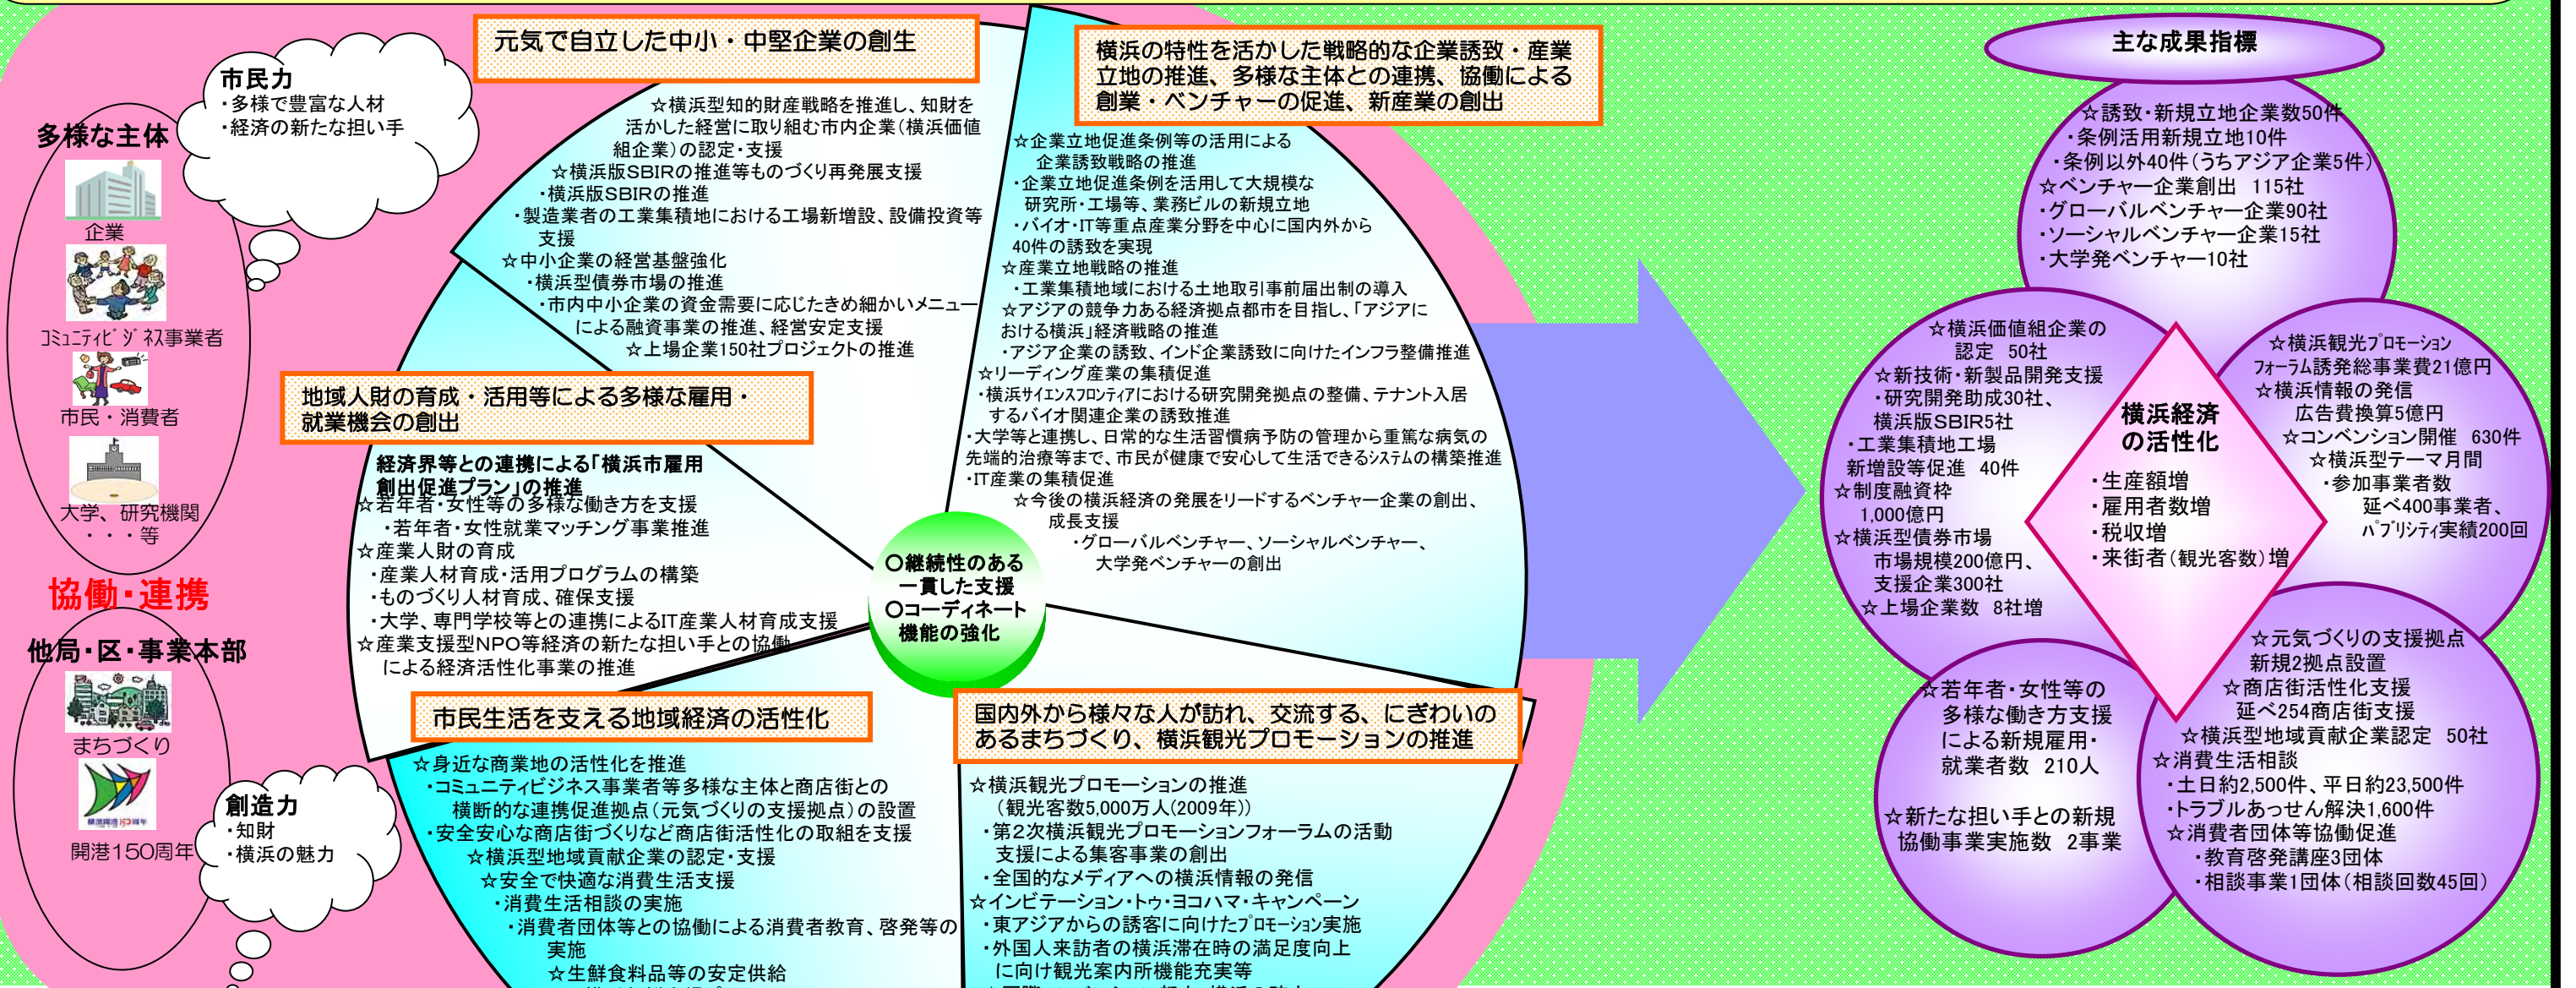 市民力
・多様で豊富な人材
・経済の新たな担い手
多様な主体
企業
ｺﾐｭﾆﾃｨﾋﾞｼﾞﾈｽ事業者
市民・消費者
大学、研究機関
・・・等
協働・連携
他局・区・事業本部
まちづくり
横濱開港150周年
開港150周年
創造力
・知財
・横浜の魅力
元気で自立した中小・中堅企業の創生
☆横浜型知的財産戦略を推進し、知財を
活かした経営に取り組む市内企業（横浜価値
組企業）の認定・支援
☆横浜版SBIRの推進等ものづくり再発展支援
・横浜版SBIRの推進
・製造業者の工業集積地における工場新増設、設備投資等
支援
☆中小企業の経営基盤強化
・横浜型債券市場の推進
・市内中小企業の資金需要に応じたきめ細かいメニュー
による融資事業の推進、経営安定支援
☆上場企業150社プロジェクトの推進
横浜の特性を活かした戦略的な企業誘致・産業
立地の推進、多様な主体との連携、協働による
創業・ベンチャーの促進、新産業の創出
☆企業立地促進条例等の活用による
企業誘致戦略の推進
・企業立地促進条例を活用して大規模な
研究所・工場等、業務ビルの新規立地
・バイオ・IT等重点産業分野を中心に国内外から
40件の誘致を実現
☆産業立地戦略の推進
・工業集積地域における土地取引事前届出制の導入
☆アジアの競争力ある経済拠点都市を目指し、「アジアに
おける横浜」経済戦略の推進
・アジア企業の誘致、インド企業誘致に向けたインフラ整備推進
☆リーディング産業の集積促進
・横浜ｻｲｴﾝｽﾌﾛﾝﾃｨｱにおける研究開発拠点の整備、テナント入居
するバイオ関連企業の誘致推進
・大学等と連携し、日常的な生活習慣病予防の管理から重篤な病気の
先端的治療等まで、市民が健康で安心して生活できるｼｽﾃﾑの構築推進
・IT産業の集積促進
☆今後の横浜経済の発展をリードするベンチャー企業の創出、
成長支援
・グローバルベンチャー、ソーシャルベンチャー、
大学発ベンチャーの創出
地域人財の育成・活用等による多様な雇用・
就業機会の創出
経済界等との連携による「横浜市雇用
創出促進プラン」の推進
☆若年者・女性等の多様な働き方を支援
・若年者・女性就業マッチング事業推進
☆産業人財の育成
・産業人材育成・活用プログラムの構築
・ものづくり人材育成、確保支援
・大学、専門学校等との連携によるIT産業人材育成支援
☆産業支援型NPO等経済の新たな担い手との協働
による経済活性化事業の推進
○継続性のある
一貫した支援
○コーディネート
機能の強化
市民生活を支える地域経済の活性化
☆身近な商業地の活性化を推進
・コミュニティビジネス事業者等多様な主体と商店街との
横断的な連携促進拠点（元気づくりの支援拠点）の設置
・安全安心な商店街づくりなど商店街活性化の取組を支援
☆横浜型地域貢献企業の認定・支援
☆安全で快適な消費生活支援
・消費生活相談の実施
・消費者団体等との協働による消費者教育、啓発等の
実施
☆生鮮食料品等の安定供給
国内外から様々な人が訪れ、交流する、にぎわいの
あるまちづくり、横浜観光プロモーションの推進
☆横浜観光プロモーションの推進
（観光客数5,000万人(2009年)）
・第２次横浜観光プロモーションフォーラムの活動
支援による集客事業の創出
・全国的なメディアへの横浜情報の発信
☆インビテーション・トゥ・ヨコハマ・キャンペーン
・東アジアからの誘客に向けたﾌﾟﾛﾓｰｼｮﾝ実施
・外国人来訪者の横浜滞在時の満足度向上
に向け観光案内所機能充実等
主な成果指標
☆誘致・新規立地企業数50件
・条例活用新規立地10件
・条例以外40件（うちアジア企業5件）
☆ベンチャー企業創出　115社
・グローバルベンチャー企業90社
・ソーシャルベンチャー企業15社
・大学発ベンチャー10社
☆横浜価値組企業の
認定　50社
☆新技術・新製品開発支援
・研究開発助成30社、
横浜版SBIR5社
・工業集積地工場
新増設等促進　40件
☆制度融資枠
1,000億円
☆横浜型債券市場
市場規模200億円、
支援企業300社
☆上場企業数　8社増
横浜経済
の活性化
・生産額増
・雇用者数増
・税収増
・来街者（観光客数）増
☆横浜観光ﾌﾟﾛﾓｰｼｮﾝ
ﾌｫｰﾗﾑ誘発総事業費21億円
☆横浜情報の発信
広告費換算5億円
☆コンベンション開催　630件
☆横浜型テーマ月間
・参加事業者数
延べ400事業者、
ﾊﾟﾌﾞﾘｼﾃｨ実績200回
☆若年者・女性等の
多様な働き方支援
による新規雇用・
就業者数　210人
☆新たな担い手との新規
協働事業実施数　2事業
☆元気づくりの支援拠点
新規2拠点設置
☆商店街活性化支援
延べ254商店街支援
☆横浜型地域貢献企業認定　50社
☆消費生活相談
・土日約2,500件、平日約23,500件
・トラブルあっせん解決1,600件
☆消費者団体等協働促進
・教育啓発講座3団体
・相談事業1団体（相談回数45回）